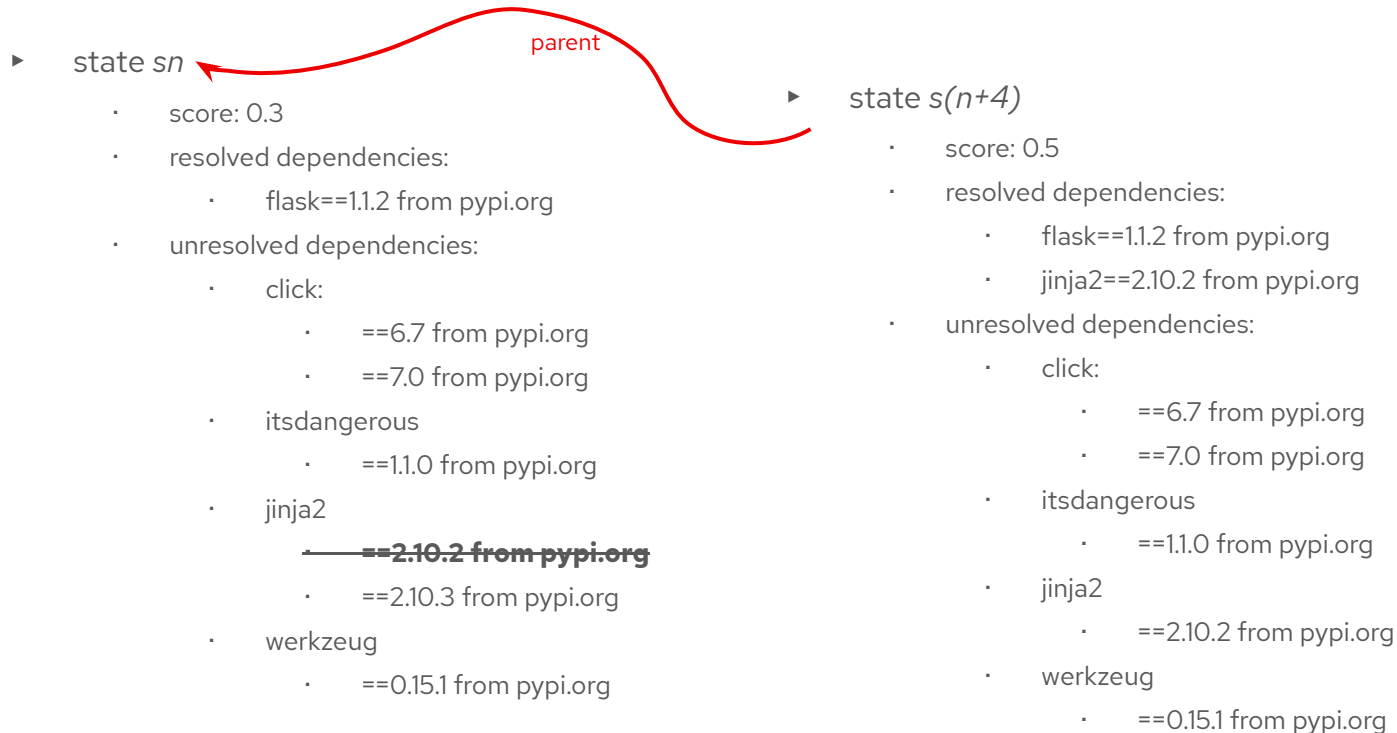 parent
state sn
score: 0.3
resolved dependencies:
flask==1.1.2 from pypi.org
unresolved dependencies:
click:
==6.7 from pypi.org
==7.0 from pypi.org
itsdangerous
==1.1.0 from pypi.org
jinja2
==2.10.2 from pypi.org
==2.10.3 from pypi.org
werkzeug
==0.15.1 from pypi.org
state s(n+4)
score: 0.5
resolved dependencies:
flask==1.1.2 from pypi.org
jinja2==2.10.2 from pypi.org
unresolved dependencies:
click:
==6.7 from pypi.org
==7.0 from pypi.org
itsdangerous
==1.1.0 from pypi.org
jinja2
==2.10.2 from pypi.org
werkzeug
==0.15.1 from pypi.org